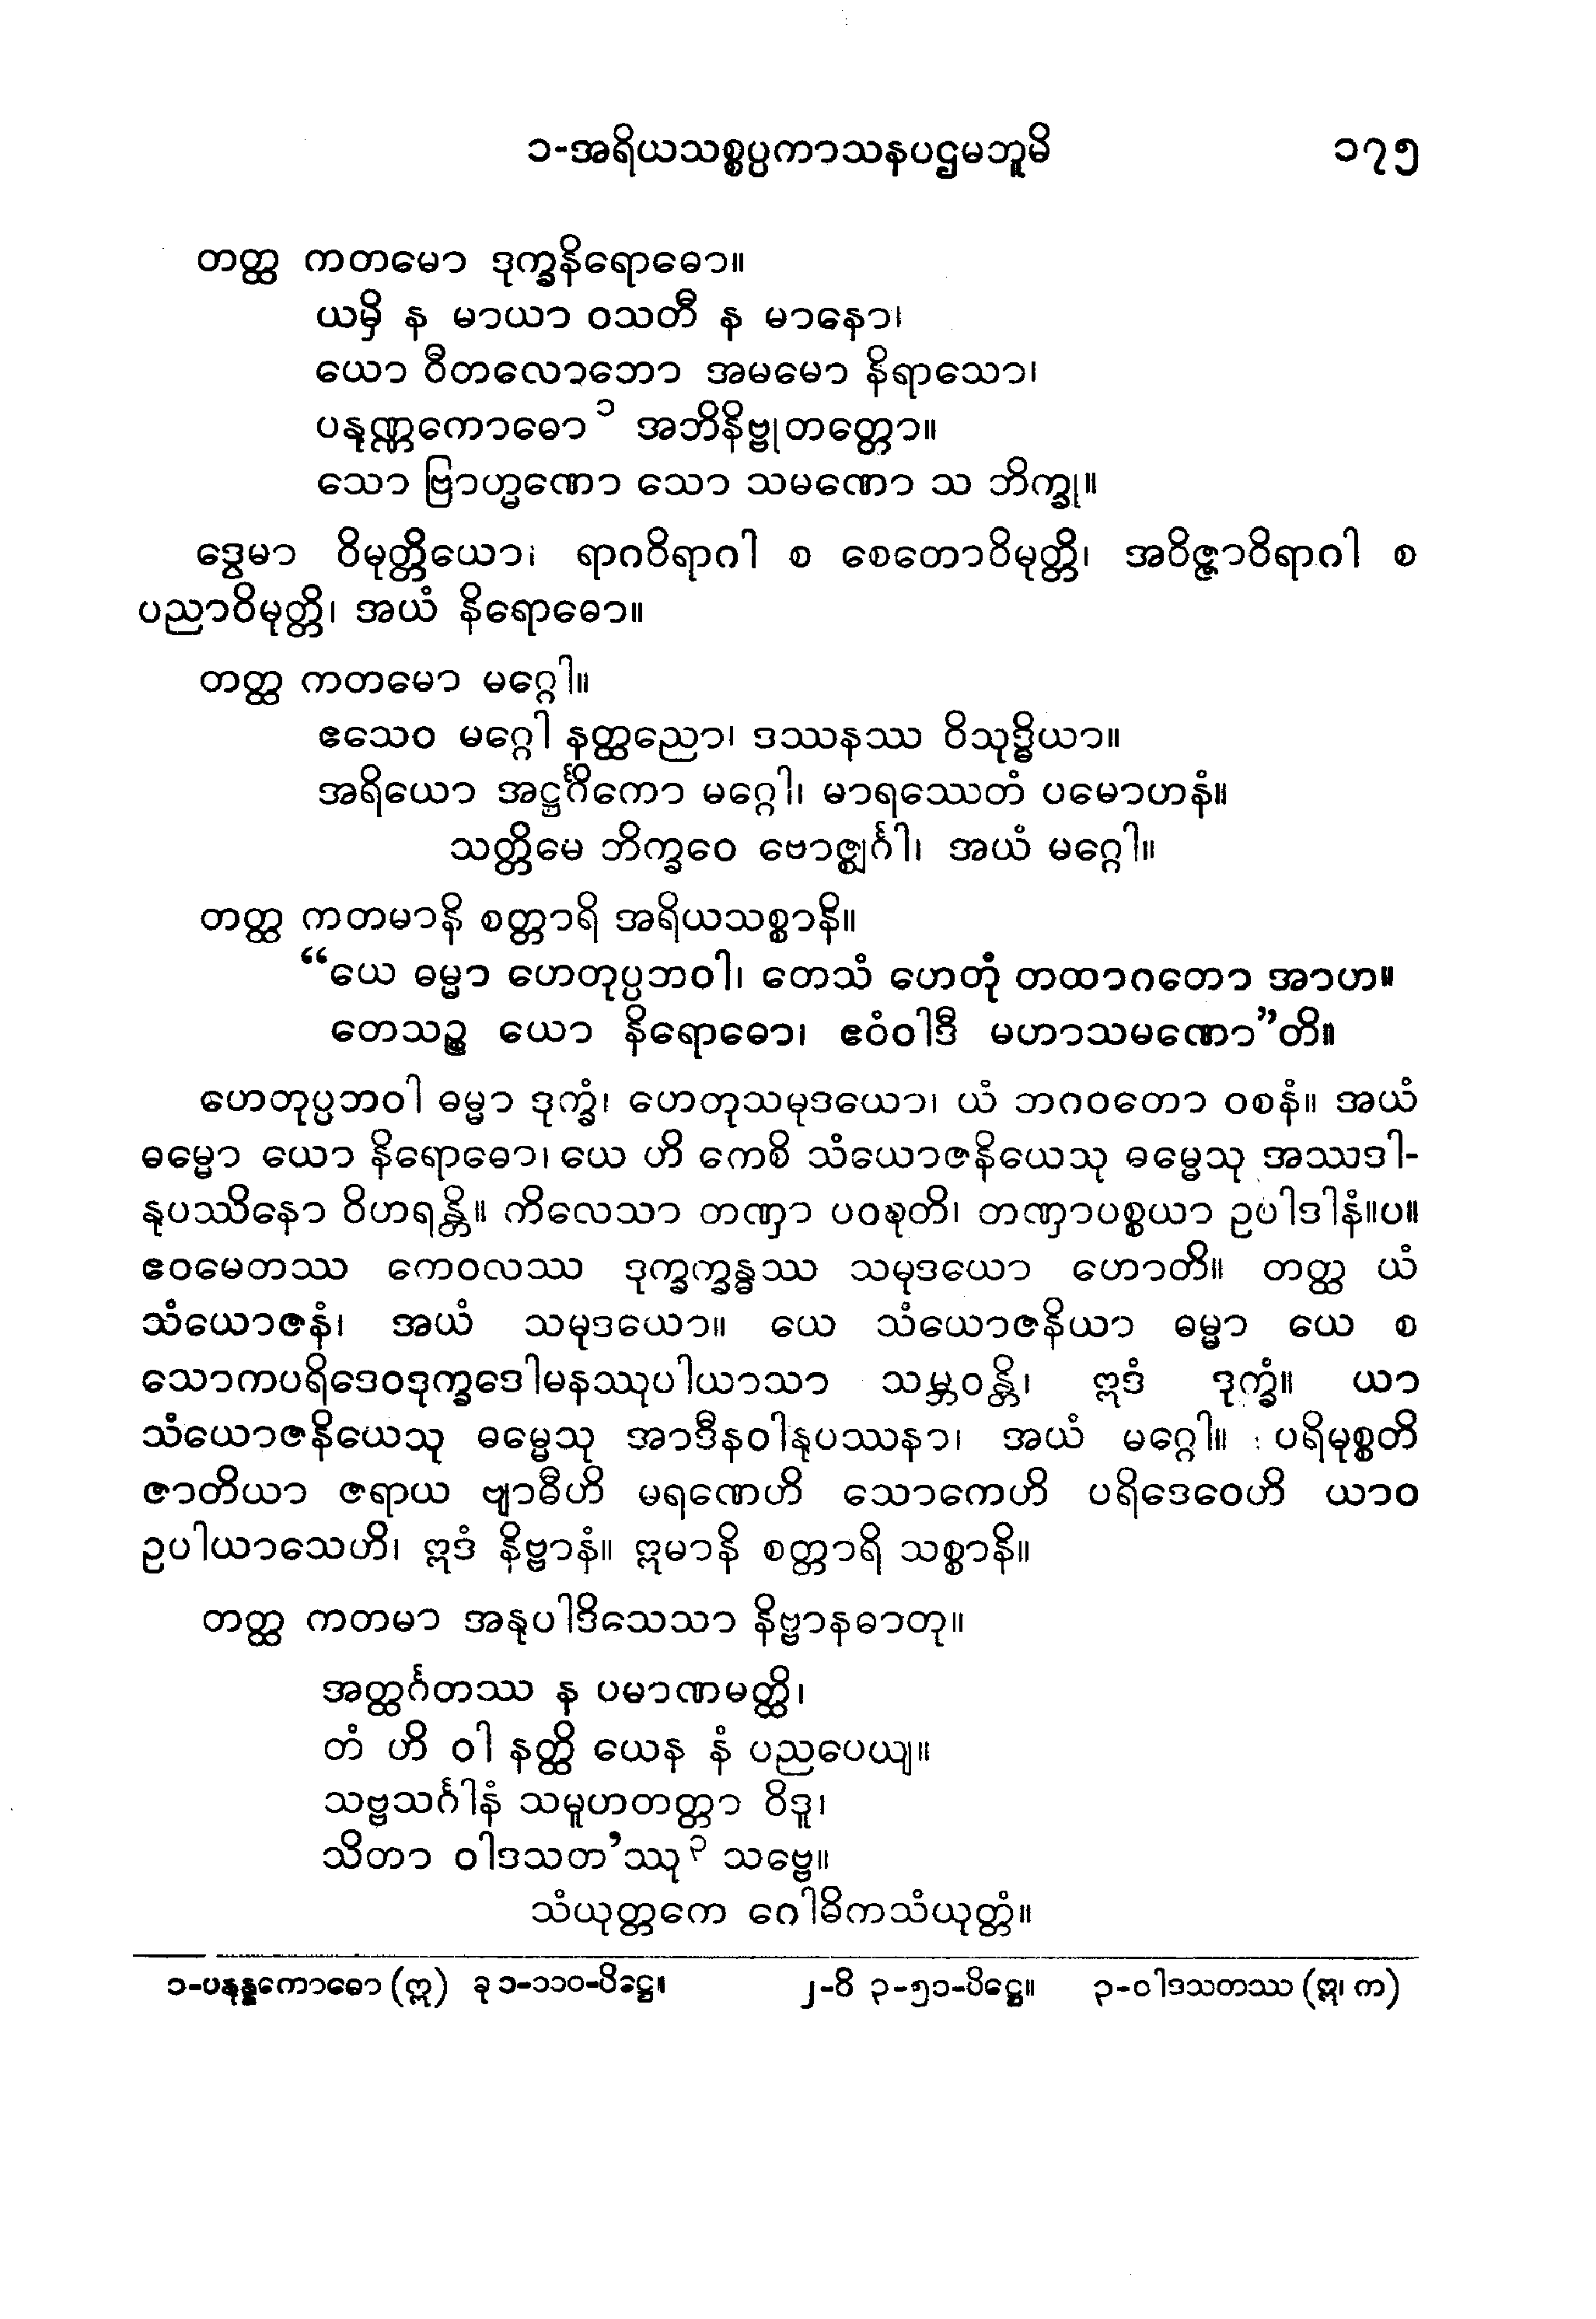 ၁-အရိယသစ္စပ္ပကာသနပဌမဘူမိ ၁၇၅
တတ္ထ ကတမော ဒုက္ခနိရောဓော။
ယမှိ န မာယာ ဝသတီ န မာနော၊
ယော ဝီတလောဘော အမမော နိရာသော၊
ပနုဏ္ဏကောဓော၁ အဘိနိဗ္ဗုတတ္တော။
သော ဗြာဟ္မဏော သော သမဏော သ ဘိက္ခု။
ဒွေမာ ဝိမုတ္တိယော၊ ရာဂဝိရာဂါ စ စေတောဝိမုတ္တိ၊ အဝိဇ္ဇာဝိရာဂါ စ
ပညာဝိမုတ္တိ၊ အယံ နိရောဓော။
တတ္ထ ကတမော မဂ္ဂေါ။
ဧသေဝ မဂ္ဂေါ နတ္ထညော၊ ဒဿနဿ ဝိသုဒ္ဓိယာ။
အရိယော အဋ္ဌင်္ဂိကော မဂ္ဂေါ၊ မာရဿေတံ ပမောဟနံ။
သတ္တိမေ ဘိက္ခဝေ ဗောဇ္ဈင်္ဂါ၊ အယံ မဂ္ဂေါ။
တတ္ထ ကတမာနိ စတ္တာရိ အရိယသစ္စာနိ။
“ယေ ဓမ္မာ ဟေတုပ္ပဘဝါ၊ တေသံ ဟေတုံ တထာဂတော အာဟ။
တေသဉ္စ ယော နိရောဓော၊ ဧဝံဝါဒီ မဟာသမဏော”တိ။
ဟေတုပ္ပဘဝါ ဓမ္မာ ဒုက္ခံ၊ ဟေတုသမုဒယော၊ ယံ ဘဂဝတော ဝစနံ။ အယံ
ဓမ္မော ယော နိရောဓော၊ ယေ ဟိ ကေစိ သံယောဇနိယေသု ဓမ္မေသု အဿဒါ-
နုပဿိနော ဝိဟရန္တိ။ ကိလေသာ တဏှာ ပဝဍ္ဎတိ၊ တဏှာပစ္စယာ ဥပါဒါနံ။ပ။
ဧဝမေတဿ ကေဝလဿ ဒုက္ခက္ခန္ဓဿ သမုဒယော ဟောတိ။ တတ္ထ ယံ
သံယောဇနံ၊ အယံ သမုဒယော။ ယေ သံယောဇနိယာ ဓမ္မာ ယေ စ
သောကပရိဒေဝဒုက္ခဒေါမနဿုပါယာသာ သမ္ဘဝန္တိ၊ ဣဒံ ဒုက္ခံ။ ယာ
သံယောဇနိယေသု ဓမ္မေသု အာဒီနဝါနုပဿနာ၊ အယံ မဂ္ဂေါ။ ပရိမုစ္စတိ
ဇာတိယာ ဇရာယ ဗျာဓီဟိ မရဏေဟိ သောကေဟိ ပရိဒေဝေဟိ ယာဝ
ဥပါယာသေဟိ၊ ဣဒံ နိဗ္ဗာနံ။ ဣမာနိ စတ္တာရိ သစ္စာနိ။
တတ္ထ ကတမာ အနုပါဒိသေသာ နိဗ္ဗာနဓာတု။
အတ္ထင်္ဂတဿ န ပမာဏမတ္ထိ၊
တံ ဟိ ဝါ နတ္ထိ ယေန နံ ပညပေယျ။
သဗ္ဗသင်္ဂါနံ သမူဟတတ္တာ ဝိဒူ၊
သိတာ ဝါဒသတ’ဿု၃ သဗ္ဗေ။
သံယုတ္တကေ ဂေါဓိကသံယုတ္တံ။
၁-ပနုန္နကောဓော (ဣ) ခု ၁-၁၁၀-ပိဋ္ဌေ။ ၂-ဝိ ၃-၅၁-ပိဋ္ဌေ။ ၃-ဝါဒသတဿ (ဣ၊ က)